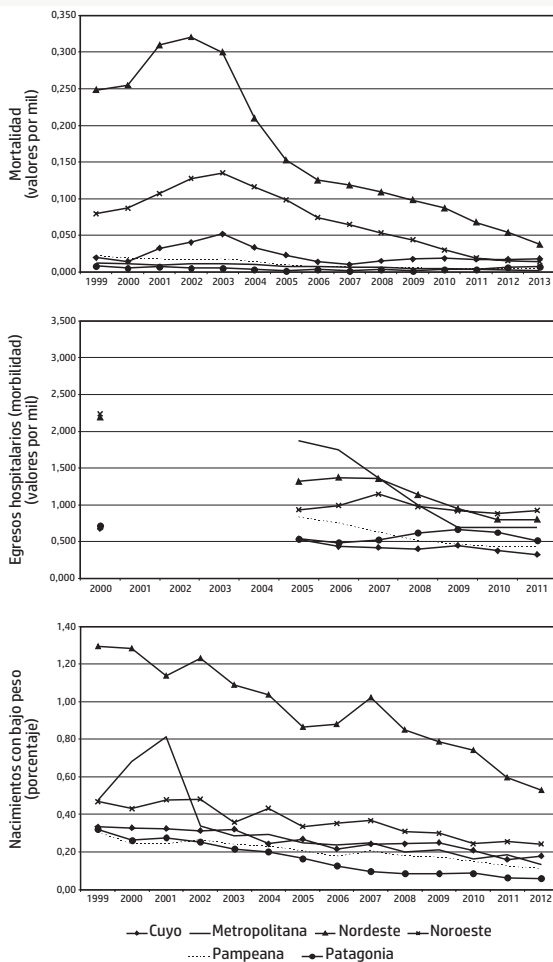 Mortalidad
(valores por mil)
0,350
0,300
0,250
0,200
0,150
0,100
0,050
0,000
1999 2000 2001 2002 2003 2004 2005 2006 2007 2008 2009 2010 2011 2012 2013
Egresos hospitalarios (morbilidad)
(valores por mil)
3,500
3,000
2,500
2,000
1,500
1,000
0,500
0,000
2000 2001 2002 2003 2004 2005 2006 2007 2008 2009 2010 2011
Nacimientos con bajo peso
(porcentaje)
1,40
1,20
1,00
0,80
0,60
0,40
0,20
0,00
1999 2000 2001 2002 2003 2004 2005 2006 2007 2008 2009 2010 2011 2012
Cuyo Metropolitana Nordeste Noroeste
Pampeana Patagonia